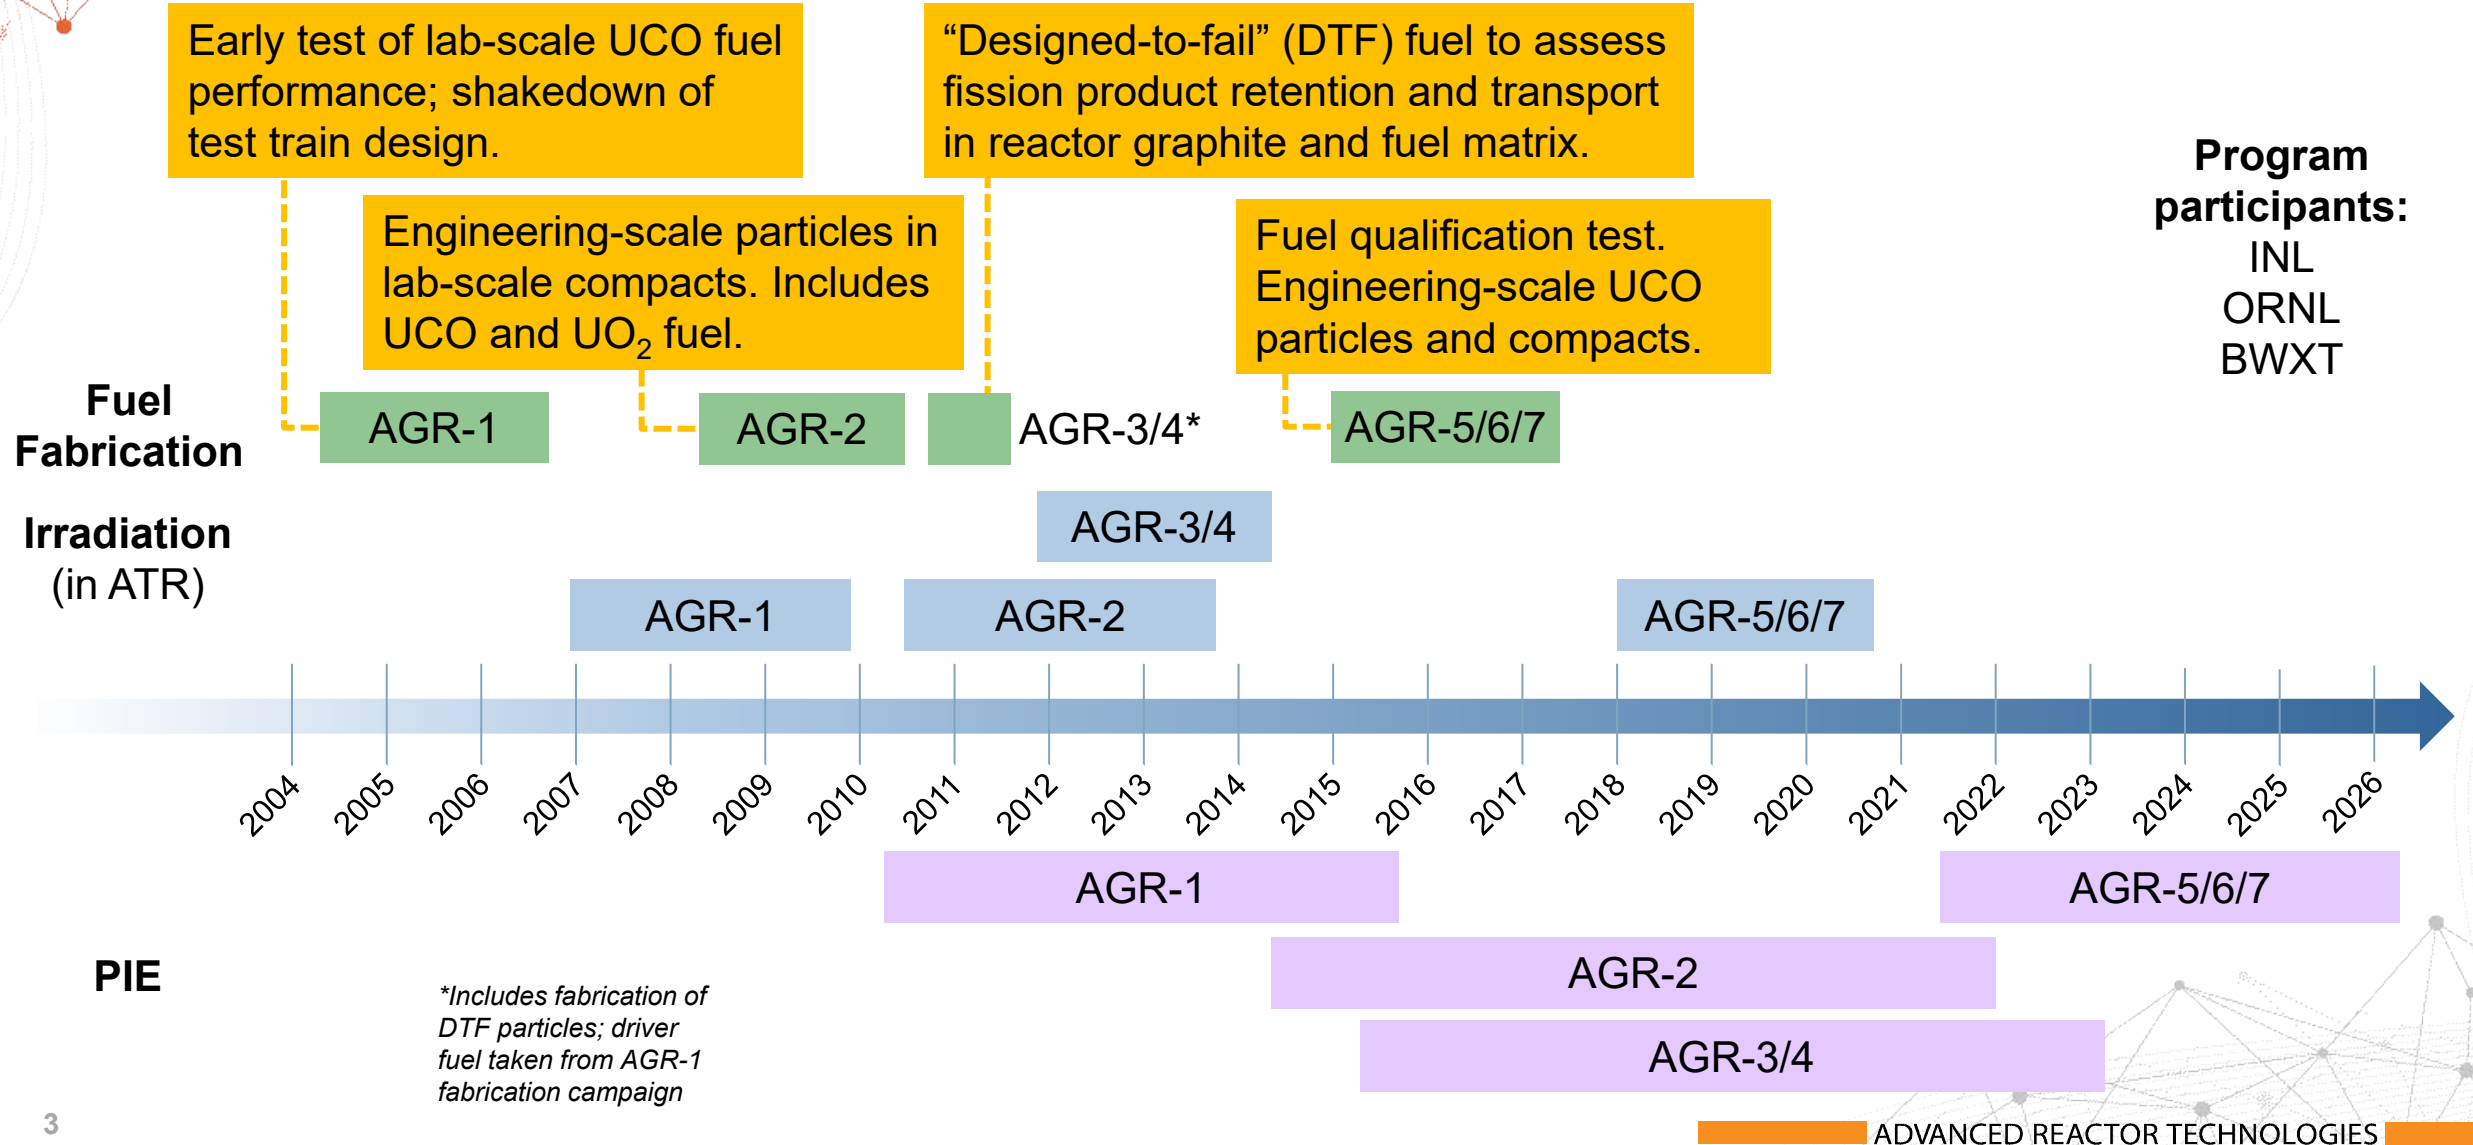 Early test of lab-scale UCO fuel
performance; shakedown of
test train design.
“Designed-to-fail” (DTF) fuel to assess
fission product retention and transport
in reactor graphite and fuel matrix.
Engineering-scale particles in
lab-scale compacts. Includes
UCO and UO₂ fuel.
Fuel qualification test.
Engineering-scale UCO
particles and compacts.
Program
participants:
INL
ORNL
BWXT
Fuel
Fabrication
AGR-1
AGR-2
AGR-3/4*
AGR-5/6/7
Irradiation
(in ATR)
AGR-3/4
AGR-1
AGR-2
AGR-5/6/7
2004
2005
2006
2007
2008
2009
2010
2011
2012
2013
2014
2015
2016
2017
2018
2019
2020
2021
2022
2023
2024
2025
2026
PIE
AGR-1
AGR-5/6/7
AGR-2
AGR-3/4
*Includes fabrication of
DTF particles; driver
fuel taken from AGR-1
fabrication campaign
3
ADVANCED REACTOR TECHNOLOGIES